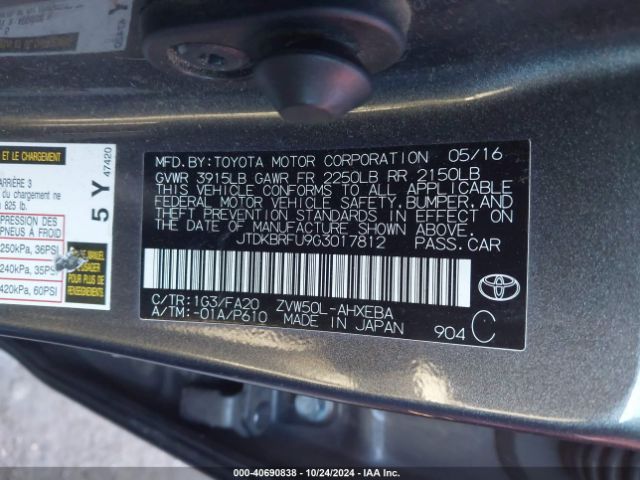 MFD.BY: TOYOTA MOTOR CORPORATION 05/16
GVWR 3915LB GAWR FR 2250LB RR 2150LB
THIS VEHICLE CONFORMS TO ALL APPLICABLE
FEDERAL MOTOR VEHICLE SAFETY, BUMPER, AND
THEFT PREVENTION STANDARDS IN EFFECT ON
THE DATE OF MANUFACTURE SHOWN ABOVE.
JTDKBRFU9G3017812 PASS.CAR
C/TR:1G3/FA20 ZVW50L-AHXEBA
A/TM:-01A/P610 MADE IN JAPAN 904 C
ET LE CHARGEMENT
ARRIÈRE 3
825 lb.
PRESSION DES
PNEUS À FROID
250kPa, 36PSI
240kPa, 35PSI
420kPa, 60PSI
RENSEIGNEMENTS
5 Y
47420
000-40690838 - 10/24/2024 - IAA Inc.